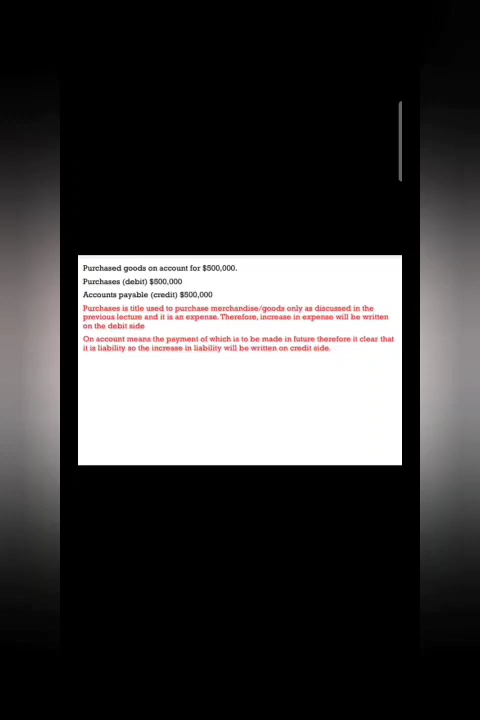 Purchased goods on account for $500,000.
Purchases (debit) $500,000
Accounts payable (credit) $500,000
Purchases is title used to purchase merchandise/goods only as discussed in the
previous lecture and it is an expense. Therefore, increase in expense will be written
on the debit side
On account means the payment of which is to be made in future therefore it clear that
it is liability so the increase in liability will be written on credit side.